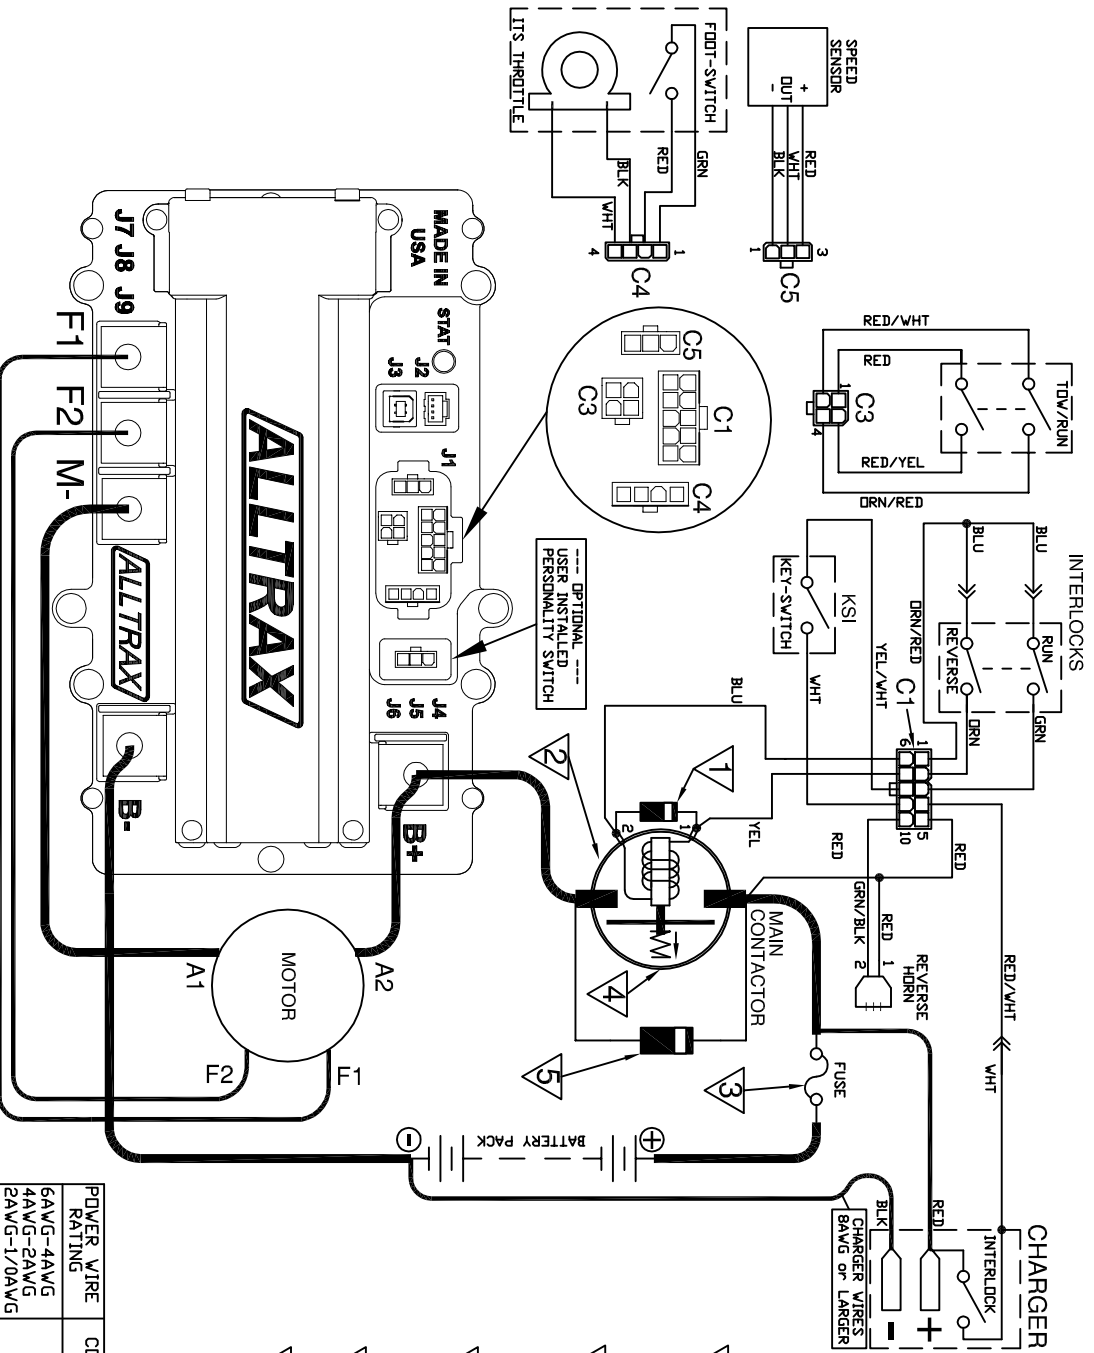 SPEED
SENSOR
+
OUT
-
RED
WHT
BLK
3
1
C5
FOOT-SWITCH
ITS THROTTLE
GRN
RED
BLK
WHT
1
4
C4
TOW/RUN
RED/WHT
RED
1
4
C3
RED/YEL
ORN/RED
INTERLOCKS
BLU
BLU
RUN
REVERSE
ORN/RED
GRN
ORN
KSI
KEY-SWITCH
YEL/WHT
WHT
C1
1
6
5
10
C5
C1
C3
C4
MADE IN
USA
STAT
J2
J3
J1
J4
J5
J6
J7 J8 J9
F1
F2
M-
B-
B+
ALLTRAX
ALLTRAX
--- OPTIONAL ---
USER INSTALLED
PERSONALITY SWITCH
BLU
YEL
1
2
1
2
3
4
5
MAIN
CONTACTOR
RED
RED
GRN/BLK
RED
1
2
REVERSE
HORN
RED/WHT
WHT
FUSE
MOTOR
A1
A2
F2
F1
BATTERY PACK
+
-
CHARGER
INTERLOCK
RED
BLK
+
-
CHARGER WIRES
8AWG or LARGER
POWER WIRE
RATING
6AWG-4AWG
4AWG-2AWG
2AWG-1/0AWG